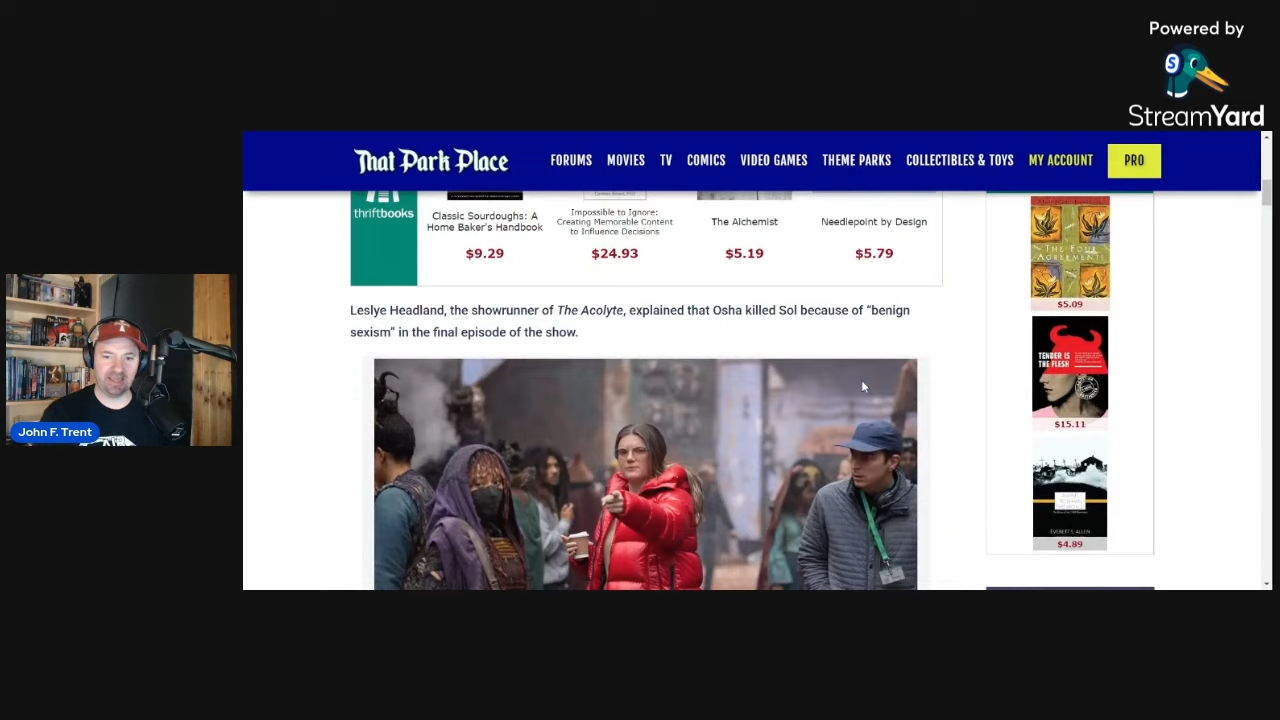 Powered by
S
StreamYard
That Park Place
FORUMS MOVIES TV COMICS VIDEO GAMES THEME PARKS COLLECTIBLES & TOYS MY ACCOUNT PRO
thriftbooks
Classic Sourdoughs: A
Home Baker's Handbook
$9.29
Impossible to Ignore:
Creating Memorable Content
to Influence Decisions
$24.93
The Alchemist
$5.19
Needlepoint by Design
$5.79
THE FOUR
AGREEMENTS
$5.09
TENDER IS
THE FLESH
$15.11
EVERETT S. ALLEN
$4.89
Leslye Headland, the showrunner of The Acolyte, explained that Osha killed Sol because of “benign
sexism” in the final episode of the show.
John F. Trent